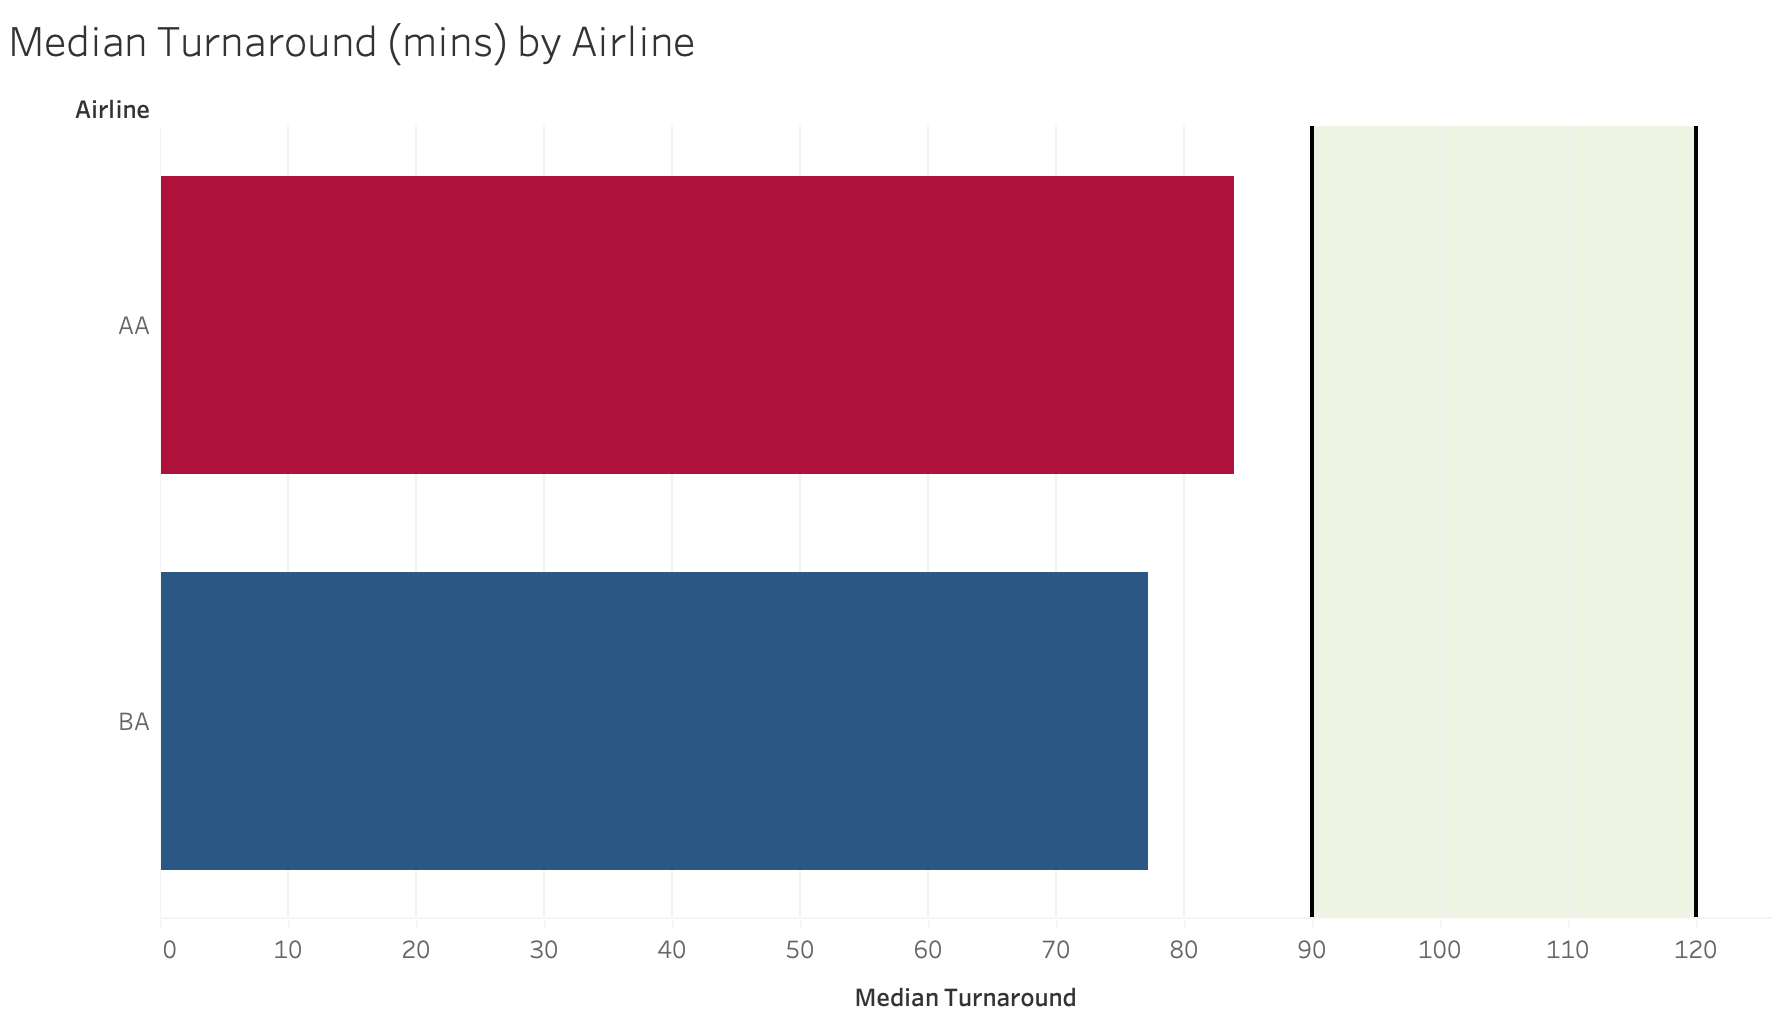 Median Turnaround (mins) by Airline
Airline
AA
BA
0 10 20 30 40 50 60 70 80 90 100 110 120
Median Turnaround